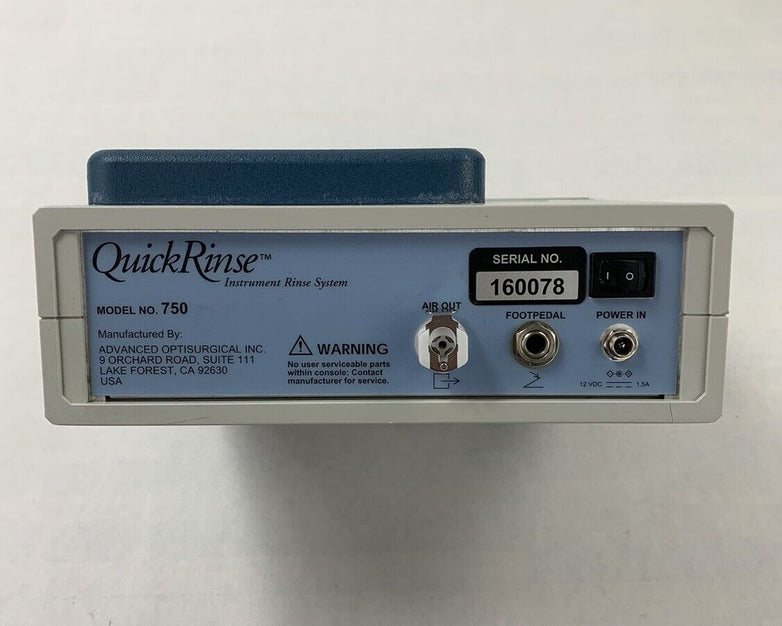 QuickRinse™
Instrument Rinse System
MODEL NO. 750
Manufactured By:
ADVANCED OPTISURGICAL INC.
9 ORCHARD ROAD, SUITE 111
LAKE FOREST, CA 92630
USA
WARNING
No user serviceable parts
within console: Contact
manufacturer for service.
AIR OUT
SERIAL NO.
160078
FOOTPEDAL
I O
POWER IN
12 VDC 1.5A